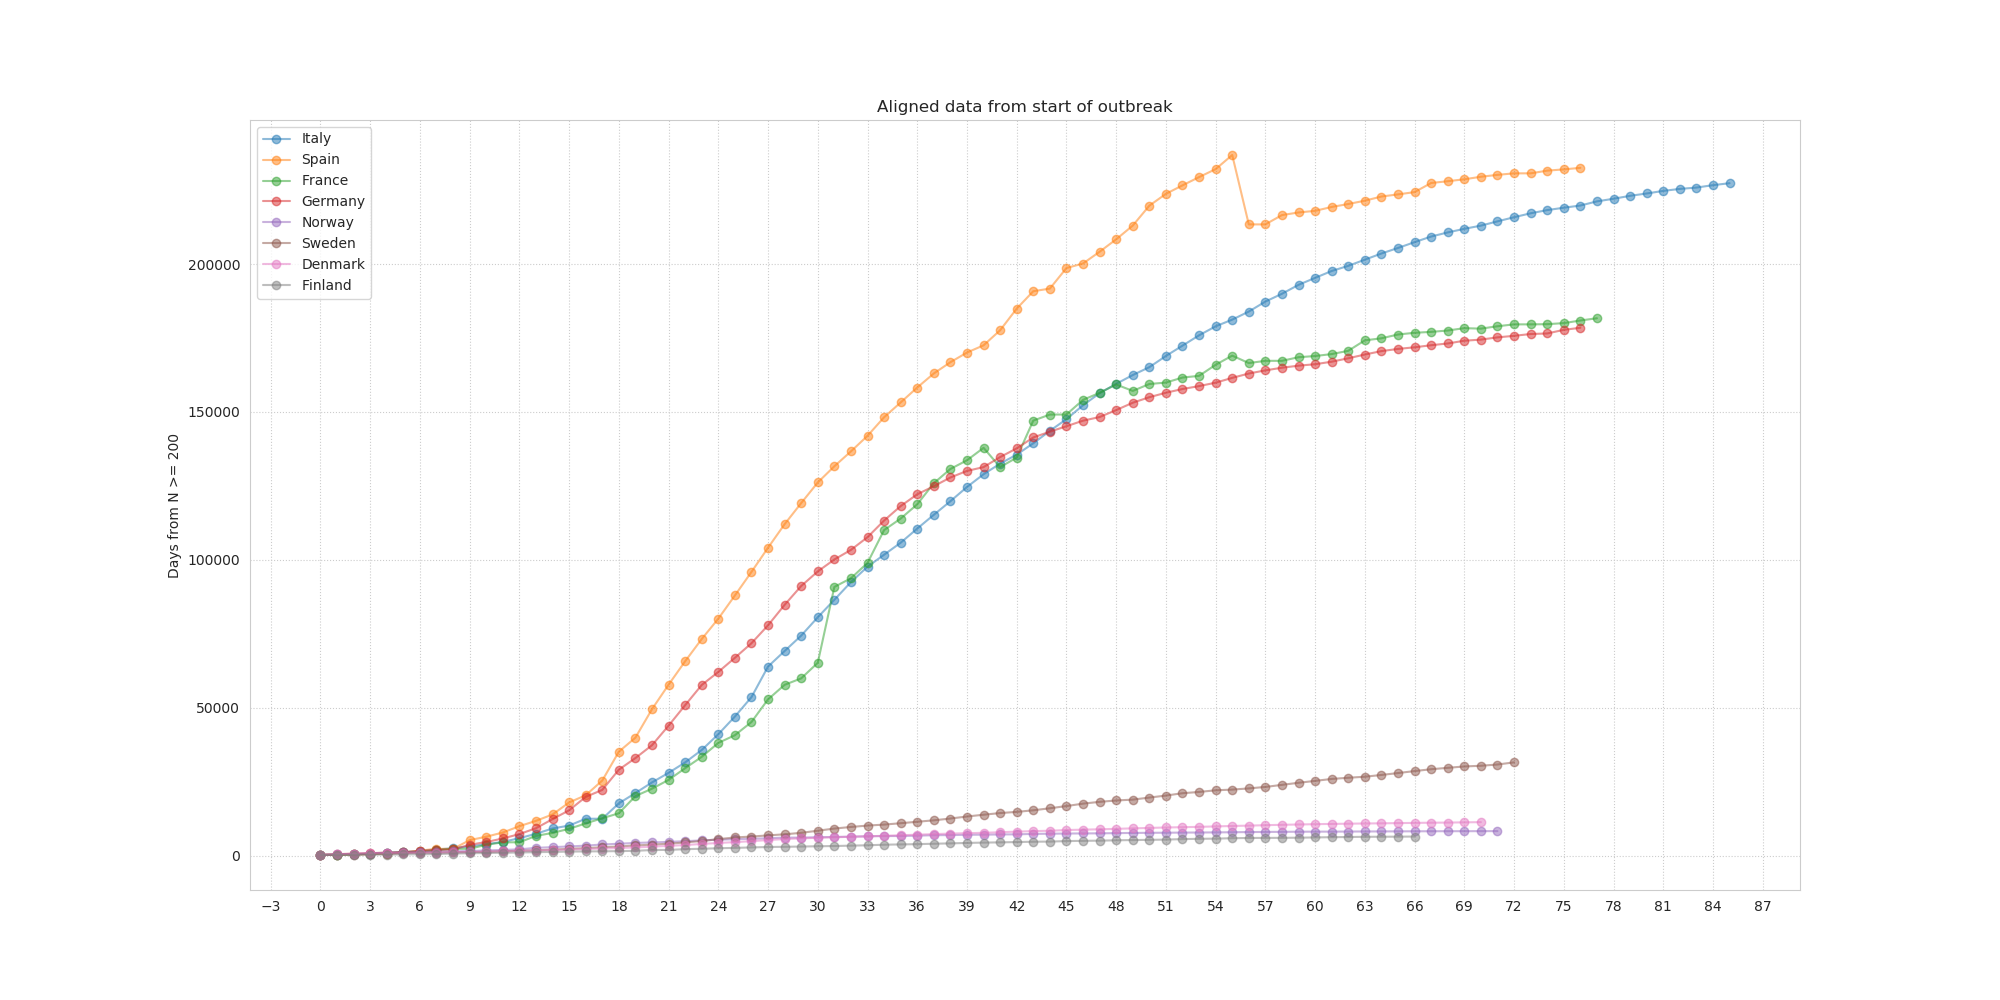 Aligned data from start of outbreak
Italy
Spain
France
Germany
Norway
Sweden
Denmark
Finland
Days from N >= 200
200000
150000
100000
50000
0
−3 0 3 6 9 12 15 18 21 24 27 30 33 36 39 42 45 48 51 54 57 60 63 66 69 72 75 78 81 84 87